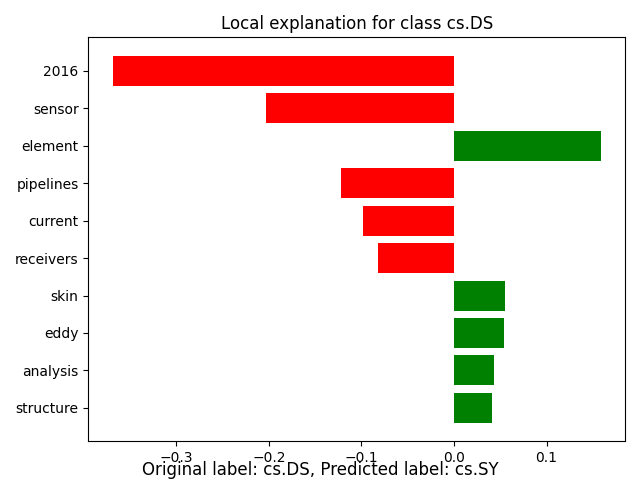 Local explanation for class cs.DS
2016
sensor
element
pipelines
current
receivers
skin
eddy
analysis
structure
−0.3 −0.2 −0.1 0.0 0.1
Original label: cs.DS, Predicted label: cs.SY